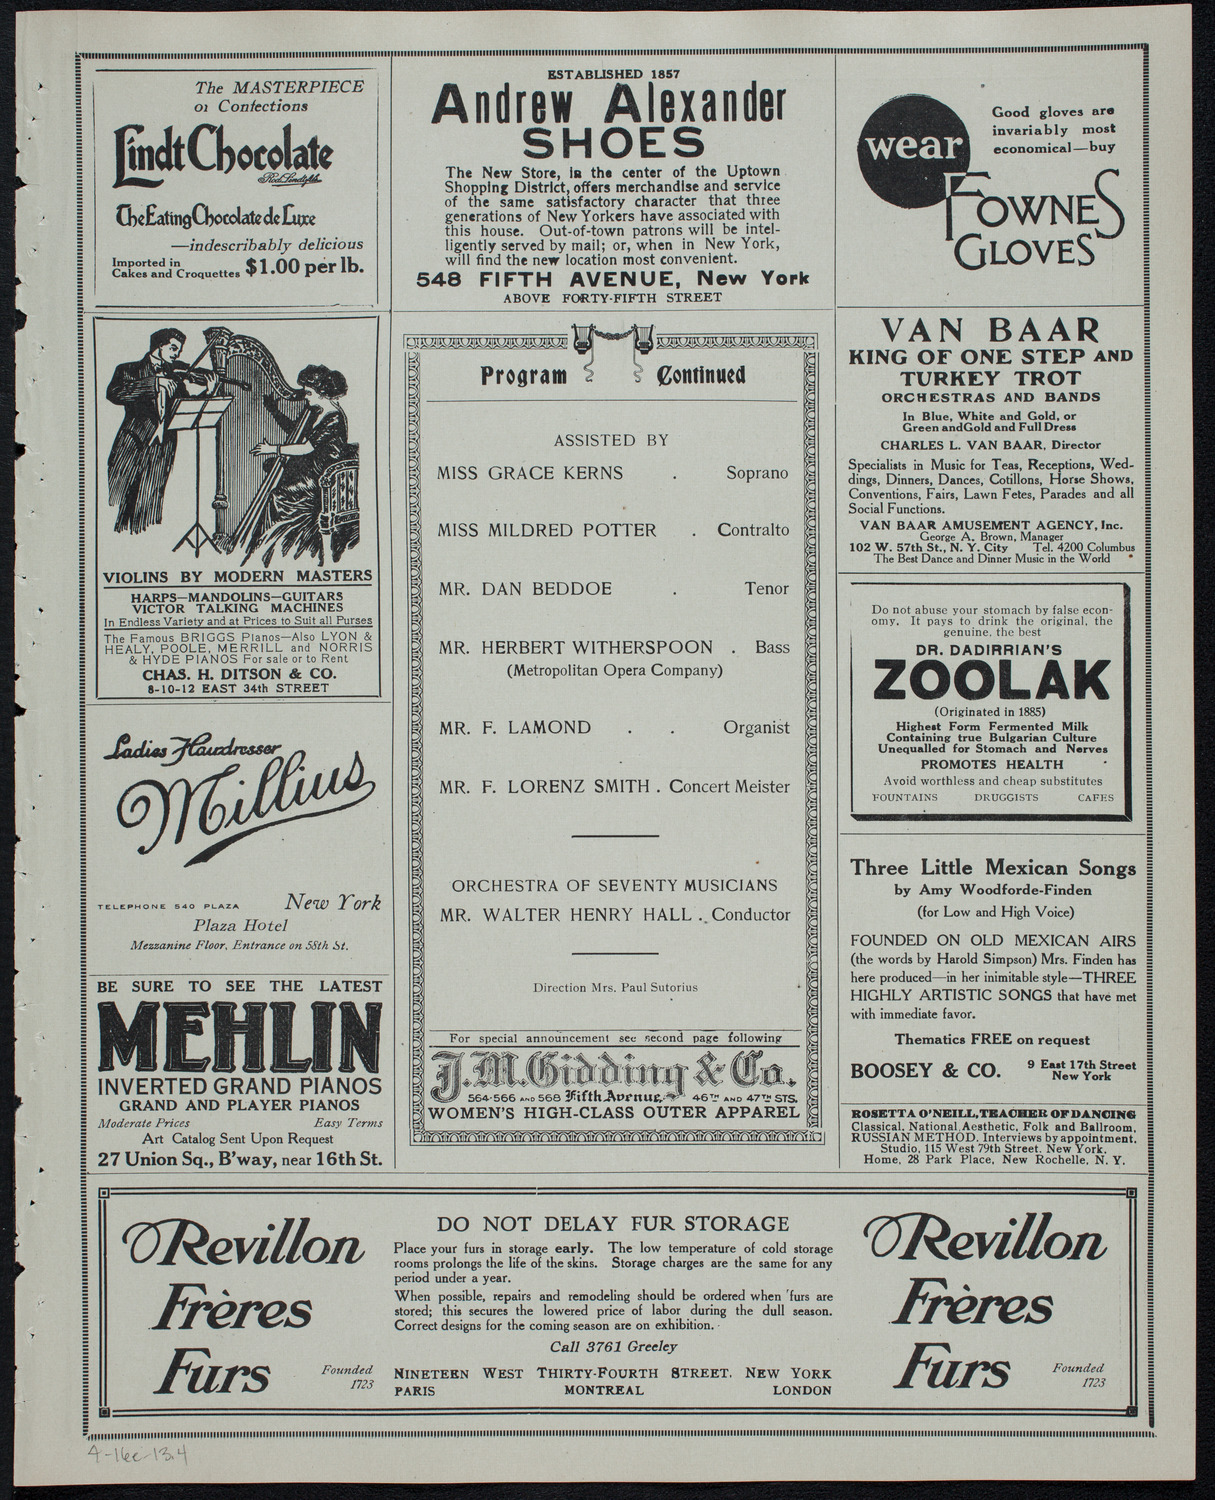 The MASTERPIECE
of Confections
Lindt Chocolate
Rod. Lindt fils
The Eating Chocolate de Luxe
—indescribably delicious
Imported in
Cakes and Croquettes $1.00 per lb.
ESTABLISHED 1857
Andrew Alexander
SHOES
The New Store, in the center of the Uptown
Shopping District, offers merchandise and service
of the same satisfactory character that three
generations of New Yorkers have associated with
this house. Out-of-town patrons will be intel-
ligently served by mail; or, when in New York,
will find the new location most convenient.
548 FIFTH AVENUE, New York
ABOVE FORTY-FIFTH STREET
wear
Good gloves are
invariably most
economical—buy
FOWNES
GLOVES
VIOLINS BY MODERN MASTERS
HARPS—MANDOLINS—GUITARS
VICTOR TALKING MACHINES
In Endless Variety and at Prices to Suit all Purses
The Famous BRIGGS Pianos—Also LYON &
HEALY, POOLE, MERRILL and NORRIS
& HYDE PIANOS For sale or to Rent
CHAS. H. DITSON & CO.
8-10-12 EAST 34th STREET
Ladies Hairdresser
Millius
TELEPHONE 540 PLAZA New York
Plaza Hotel
Mezzanine Floor, Entrance on 58th St.
BE SURE TO SEE THE LATEST
MEHLIN
INVERTED GRAND PIANOS
GRAND AND PLAYER PIANOS
Moderate Prices Easy Terms
Art Catalog Sent Upon Request
27 Union Sq., B'way, near 16th St.
Program Continued
ASSISTED BY
MISS GRACE KERNS . Soprano
MISS MILDRED POTTER . Contralto
MR. DAN BEDDOE . Tenor
MR. HERBERT WITHERSPOON . Bass
(Metropolitan Opera Company)
MR. F. LAMOND . . Organist
MR. F. LORENZ SMITH . Concert Meister
ORCHESTRA OF SEVENTY MUSICIANS
MR. WALTER HENRY HALL . . Conductor
Direction Mrs. Paul Sutorius
For special announcement see second page following
J.M. Gidding & Co.
564-566 AND 568 Fifth Avenue, 46TH AND 47TH STS.
WOMEN'S HIGH-CLASS OUTER APPAREL
VAN BAAR
KING OF ONE STEP AND
TURKEY TROT
ORCHESTRAS AND BANDS
In Blue, White and Gold, or
Green andGold and Full Dress
CHARLES L. VAN BAAR, Director
Specialists in Music for Teas, Receptions, Wed-
dings, Dinners, Dances, Cotillons, Horse Shows,
Conventions, Fairs, Lawn Fetes, Parades and all
Social Functions.
VAN BAAR AMUSEMENT AGENCY, Inc.
George A. Brown, Manager
102 W. 57th St., N. Y. City Tel. 4200 Columbus
The Best Dance and Dinner Music in the World
Do not abuse your stomach by false econ-
omy. It pays to drink the original, the
genuine, the best
DR. DADIRRIAN'S
ZOOLAK
(Originated in 1885)
Highest Form Fermented Milk
Containing true Bulgarian Culture
Unequalled for Stomach and Nerves
PROMOTES HEALTH
Avoid worthless and cheap substitutes
FOUNTAINS DRUGGISTS CAFES
Three Little Mexican Songs
by Amy Woodforde-Finden
(for Low and High Voice)
FOUNDED ON OLD MEXICAN AIRS
(the words by Harold Simpson) Mrs. Finden has
here produced—in her inimitable style—THREE
HIGHLY ARTISTIC SONGS that have met
with immediate favor.
Thematics FREE on request
BOOSEY & CO. 9 East 17th Street
New York
ROSETTA O'NEILL, TEACHER OF DANCING
Classical, National, Aesthetic, Folk and Ballroom,
RUSSIAN METHOD, Interviews by appointment.
Studio, 115 West 79th Street. New York.
Home, 28 Park Place, New Rochelle, N. Y.
Revillon
Frères
Furs
Founded
1723
DO NOT DELAY FUR STORAGE
Place your furs in storage early. The low temperature of cold storage
rooms prolongs the life of the skins. Storage charges are the same for any
period under a year.
When possible, repairs and remodeling should be ordered when furs are
stored; this secures the lowered price of labor during the dull season.
Correct designs for the coming season are on exhibition.
Call 3761 Greeley
NINETEEN WEST THIRTY-FOURTH STREET, NEW YORK
PARIS MONTREAL LONDON
Revillon
Frères
Furs
Founded
1723
4-16e-13.4